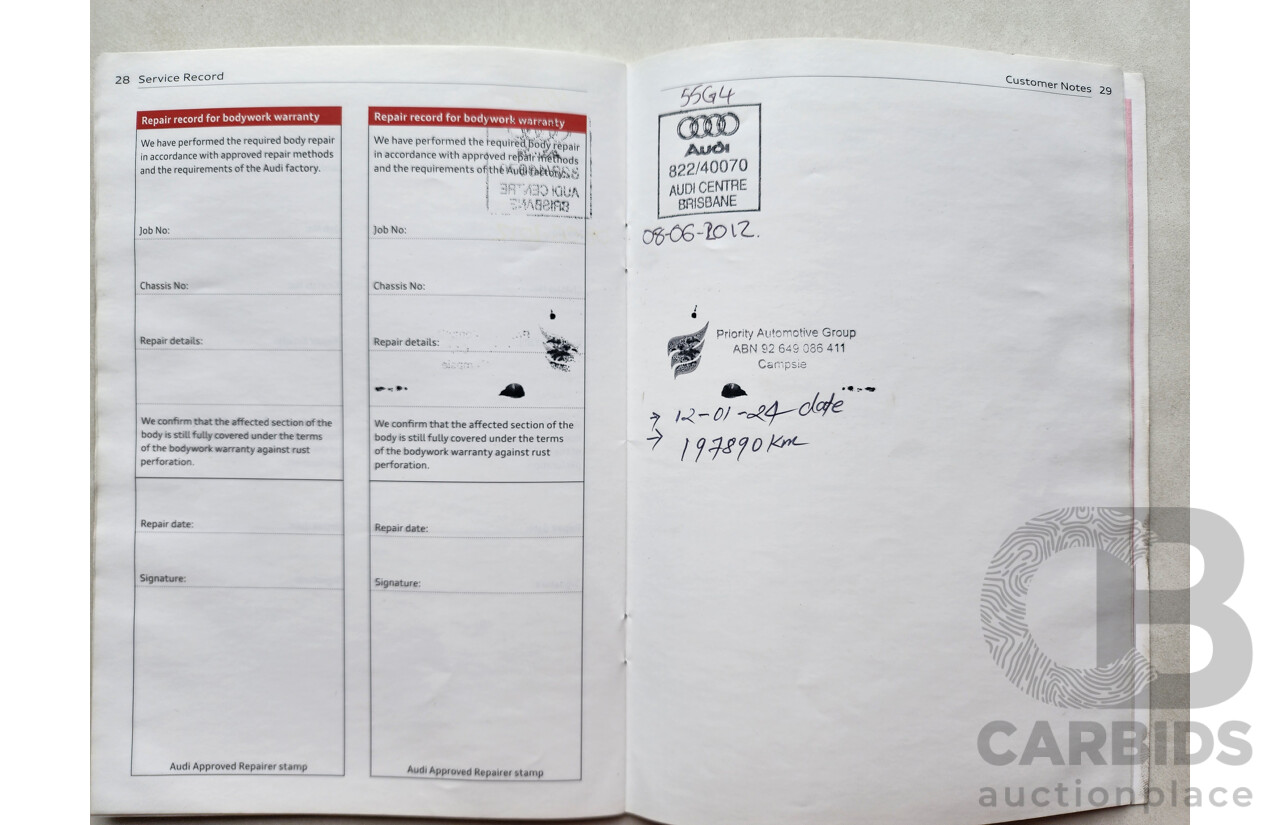 28 Service Record
Repair record for bodywork warranty
We have performed the required body repair
in accordance with approved repair methods
and the requirements of the Audi factory.
Job No:
Chassis No:
Repair details:
We confirm that the affected section of the
body is still fully covered under the terms
of the bodywork warranty against rust
perforation.
Repair date:
Signature:
Audi Approved Repairer stamp
Repair record for bodywork warranty
We have performed the required body repair
in accordance with approved repair methods
and the requirements of the Audi factory.
Job No:
Chassis No:
Repair details:
We confirm that the affected section of the
body is still fully covered under the terms
of the bodywork warranty against rust
perforation.
Repair date:
Signature:
Audi Approved Repairer stamp
Customer Notes 29
55G4
Audi
822/40070
AUDI CENTRE
BRISBANE
08-06-2012.
Priority Automotive Group
ABN 92 649 086 411
Campsie
→ 12-01-24 date
→ 197890 km
CB
CARBIDS
auctionplace